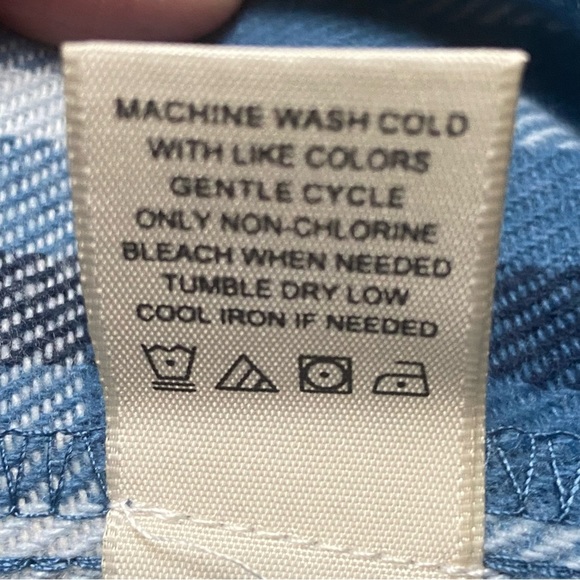 MACHINE WASH COLD
WITH LIKE COLORS
GENTLE CYCLE
ONLY NON-CHLORINE
BLEACH WHEN NEEDED
TUMBLE DRY LOW
COOL IRON IF NEEDED